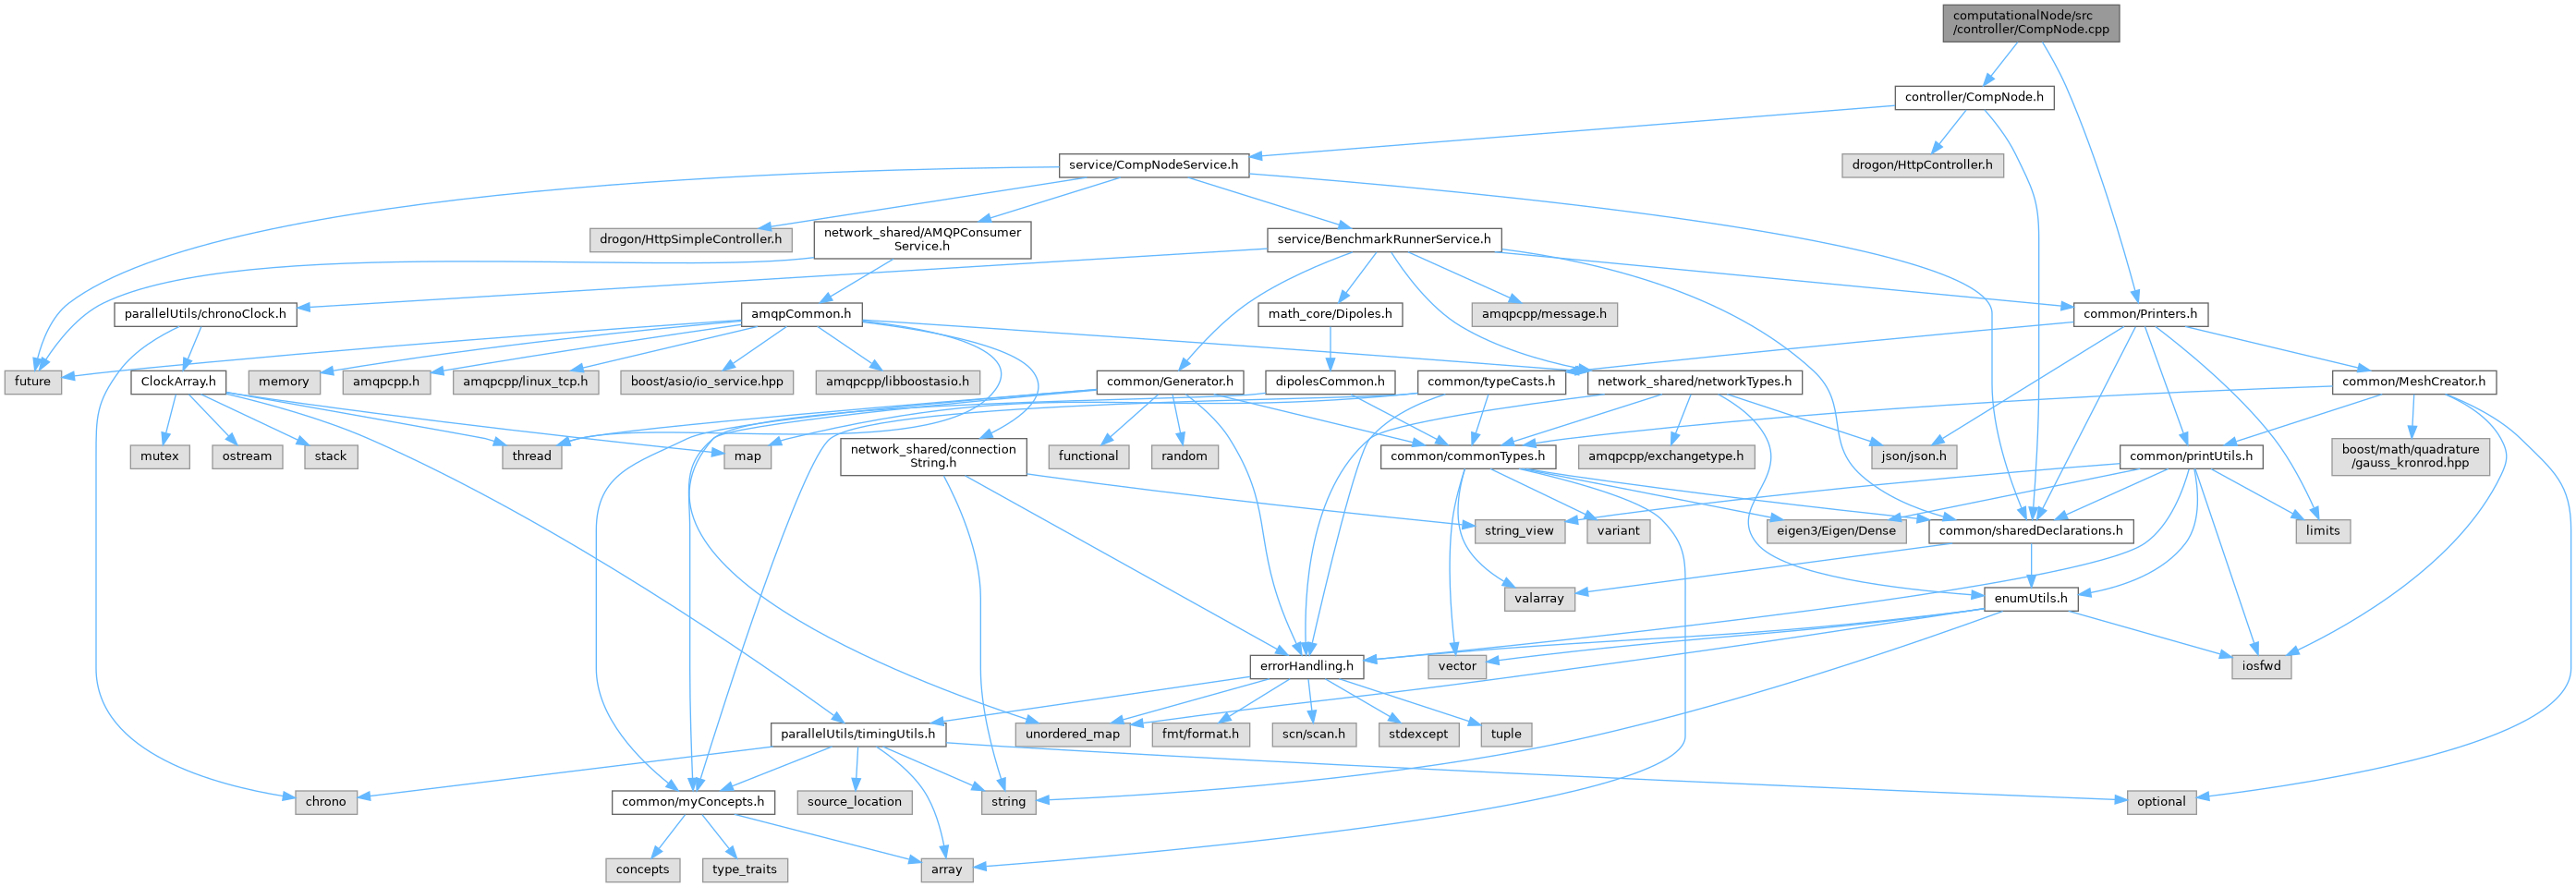 computationalNode/src
/controller/CompNode.cpp
controller/CompNode.h
service/CompNodeService.h
drogon/HttpController.h
drogon/HttpSimpleController.h
network_shared/AMQPConsumer
Service.h
service/BenchmarkRunnerService.h
parallelUtils/chronoClock.h
amqpCommon.h
math_core/Dipoles.h
amqpcpp/message.h
common/Printers.h
future
ClockArray.h
memory
amqpcpp.h
amqpcpp/linux_tcp.h
boost/asio/io_service.hpp
amqpcpp/libboostasio.h
common/Generator.h
dipolesCommon.h
common/typeCasts.h
network_shared/networkTypes.h
common/MeshCreator.h
mutex
ostream
stack
thread
map
network_shared/connection
String.h
functional
random
common/commonTypes.h
amqpcpp/exchangetype.h
json/json.h
common/printUtils.h
boost/math/quadrature
/gauss_kronrod.hpp
string_view
variant
eigen3/Eigen/Dense
common/sharedDeclarations.h
limits
valarray
enumUtils.h
errorHandling.h
vector
iosfwd
parallelUtils/timingUtils.h
unordered_map
fmt/format.h
scn/scan.h
stdexcept
tuple
chrono
common/myConcepts.h
source_location
string
optional
concepts
type_traits
array